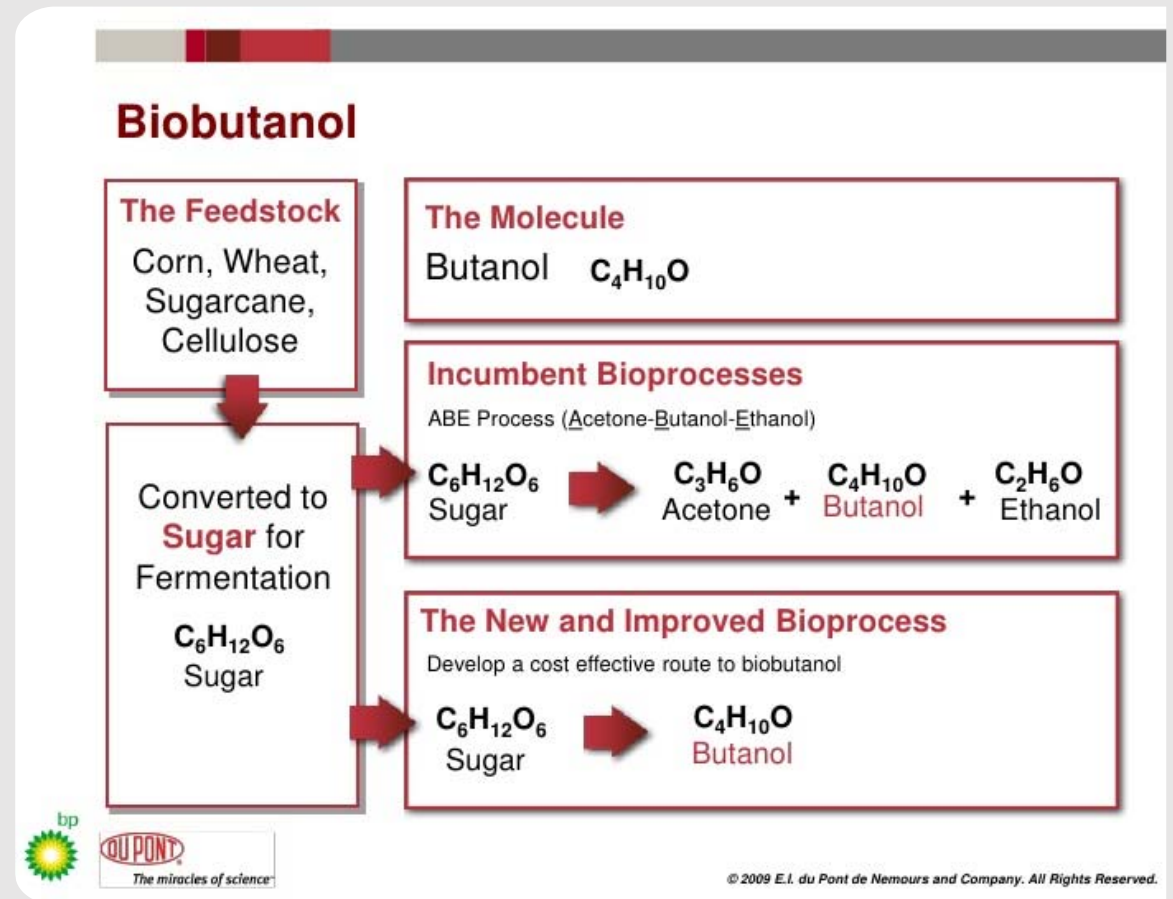 Biobutanol
The Feedstock
Corn, Wheat,
Sugarcane,
Cellulose
Converted to
Sugar for
Fermentation
C₆H₁₂O₆
Sugar
The Molecule
Butanol C₄H₁₀O
Incumbent Bioprocesses
ABE Process (Acetone-Butanol-Ethanol)
C₆H₁₂O₆ C₃H₆O C₄H₁₀O C₂H₆O
Sugar Acetone + Butanol + Ethanol
The New and Improved Bioprocess
Develop a cost effective route to biobutanol
C₆H₁₂O₆ C₄H₁₀O
Sugar Butanol
bp
DUPONT
The miracles of science
© 2009 E.I. du Pont de Nemours and Company. All Rights Reserved.